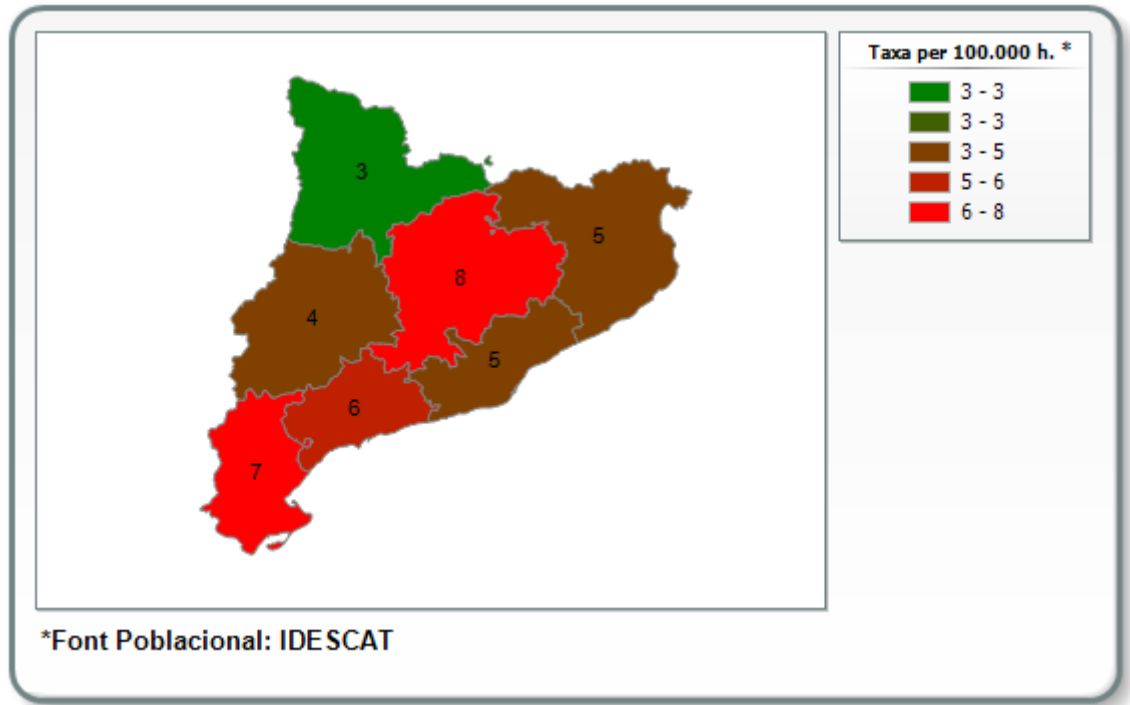 Taxa per 100.000 h. *
3 - 3
3 - 3
3 - 5
5 - 6
6 - 8
3
5
8
4
5
6
7
*Font Poblacional: IDESCAT